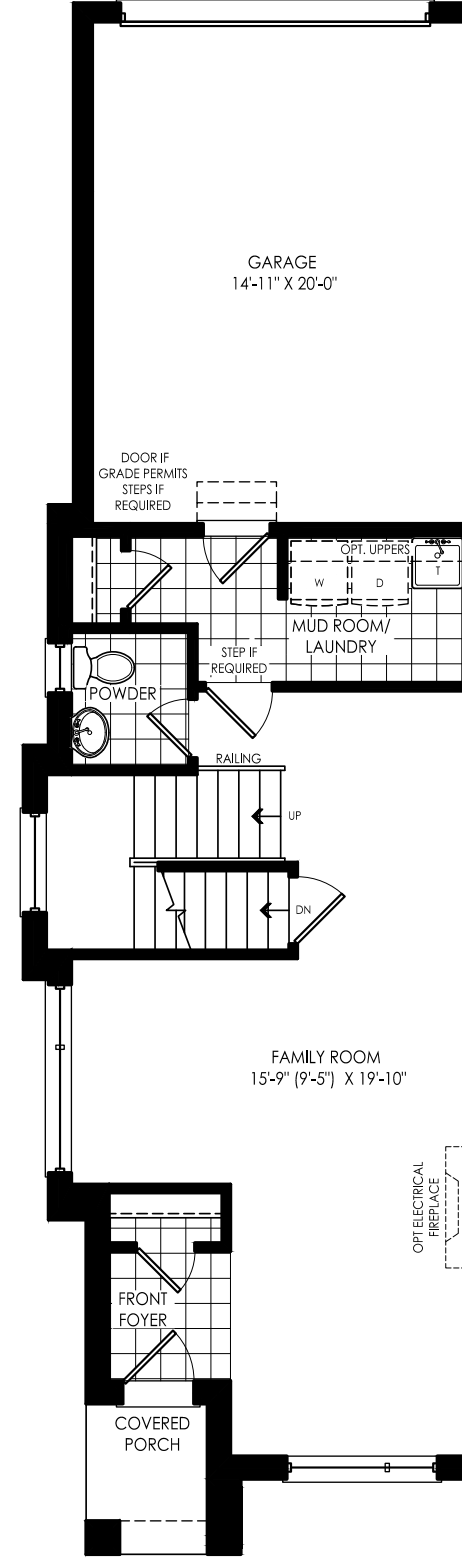 GARAGE
14'-11" X 20'-0"
DOOR IF
GRADE PERMITS
STEPS IF
REQUIRED
OPT. UPPERS
W
D
T
MUD ROOM/
LAUNDRY
STEP IF
REQUIRED
POWDER
RAILING
UP
DN
FAMILY ROOM
15'-9" (9'-5") X 19'-10"
OPT ELECTRICAL
FIREPLACE
FRONT
FOYER
COVERED
PORCH